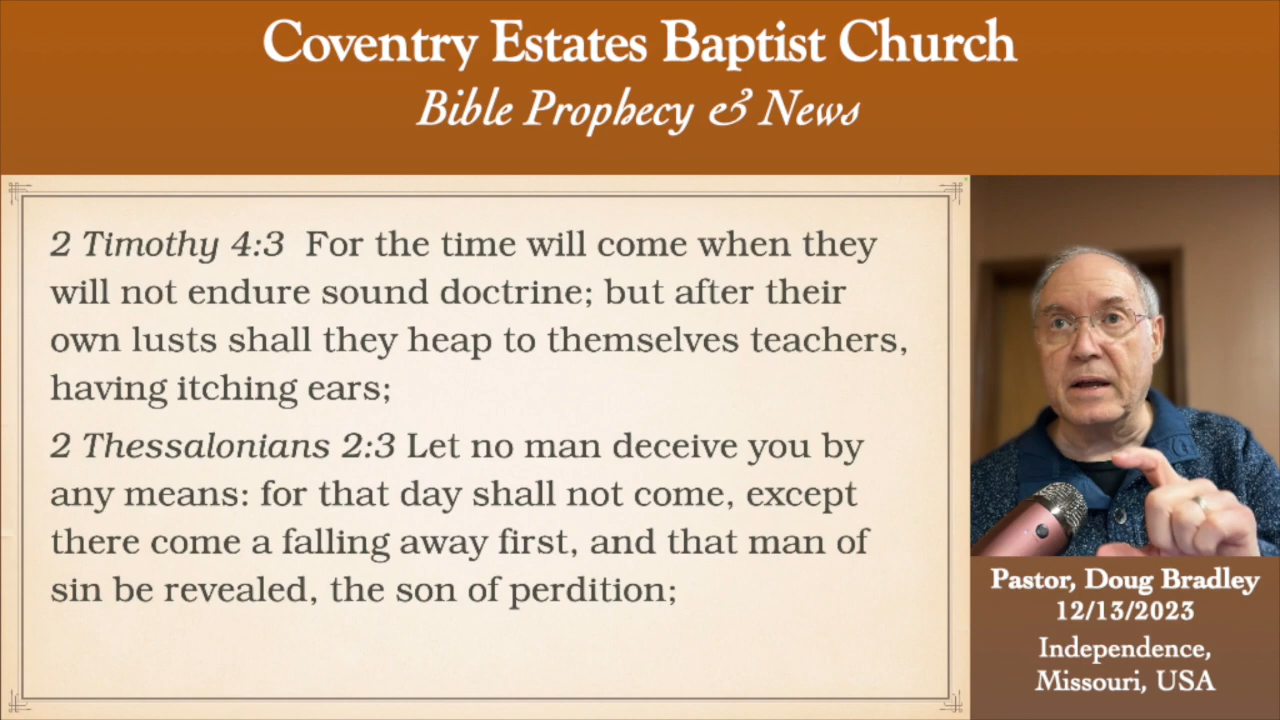 Coventry Estates Baptist Church
Bible Prophecy & News
2 Timothy 4:3 For the time will come when they
will not endure sound doctrine; but after their
own lusts shall they heap to themselves teachers,
having itching ears;
2 Thessalonians 2:3 Let no man deceive you by
any means: for that day shall not come, except
there come a falling away first, and that man of
sin be revealed, the son of perdition;
Pastor, Doug Bradley
12/13/2023
Independence,
Missouri, USA